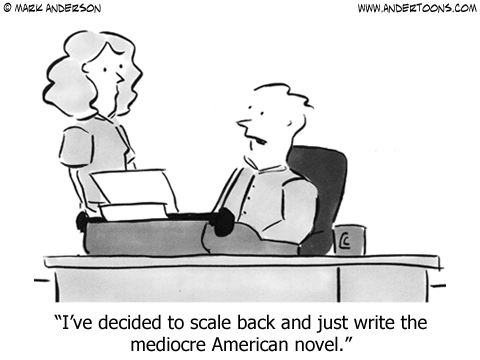 © MARK ANDERSON
WWW.ANDERTOONS.COM
“I’ve decided to scale back and just write the
mediocre American novel.”